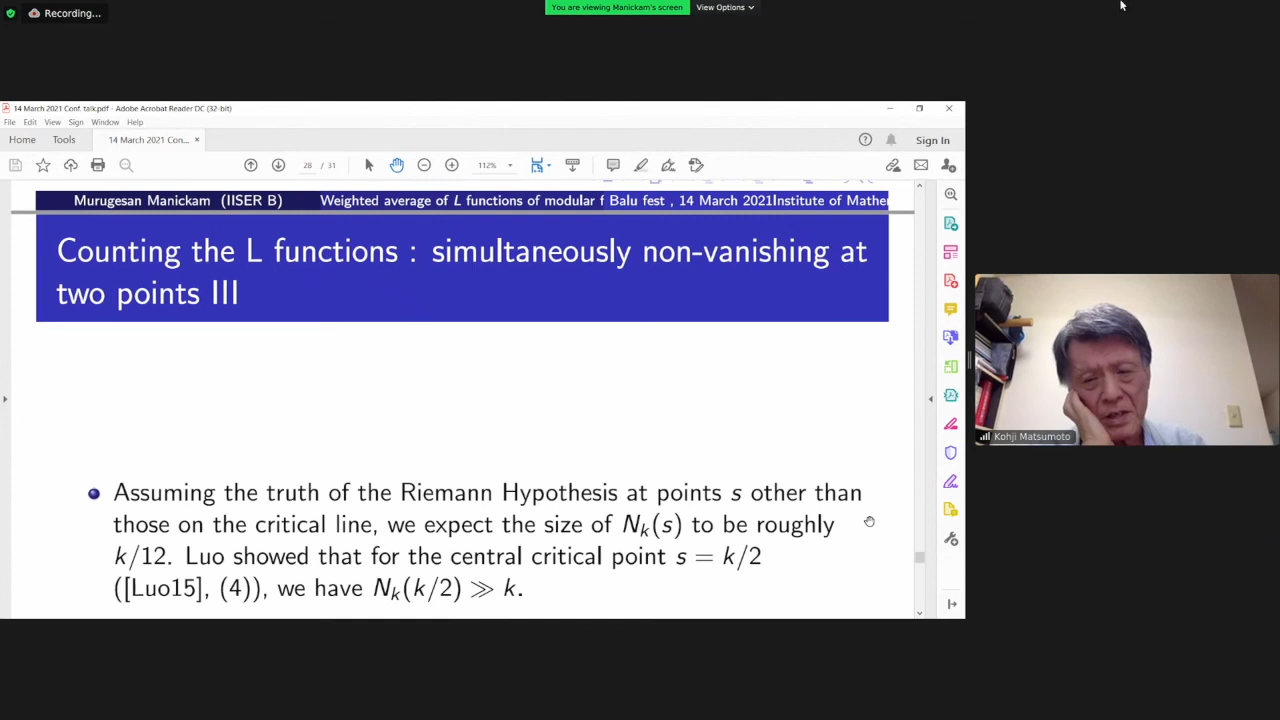 Recording...
You are viewing Manickam's screen
View Options
14 March 2021 Conf. talk.pdf - Adobe Acrobat Reader DC (32-bit)
File Edit View Sign Window Help
Home Tools 14 March 2021 Con... × Sign In
28 / 31 112%
Murugesan Manickam (IISER B) Weighted average of L functions of modular f Balu fest , 14 March 2021Institute of Mather
Counting the L functions : simultaneously non-vanishing at
two points III
Assuming the truth of the Riemann Hypothesis at points s other than
those on the critical line, we expect the size of N_k(s) to be roughly
k/12. Luo showed that for the central critical point s = k/2
([Luo15], (4)), we have N_k(k/2) ≫ k.
Kohji Matsumoto